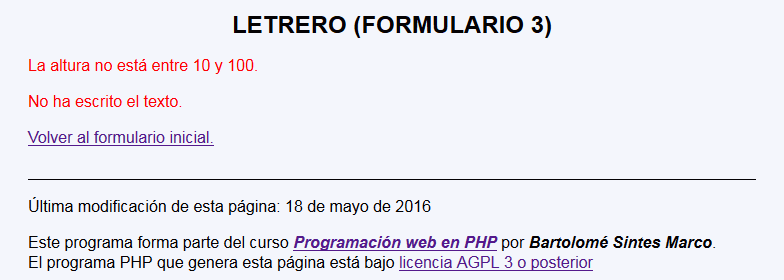 LETRERO (FORMULARIO 3)
La altura no está entre 10 y 100.
No ha escrito el texto.
Volver al formulario inicial.
Última modificación de esta página: 18 de mayo de 2016
Este programa forma parte del curso Programación web en PHP por Bartolomé Sintes Marco.
El programa PHP que genera esta página está bajo licencia AGPL 3 o posterior